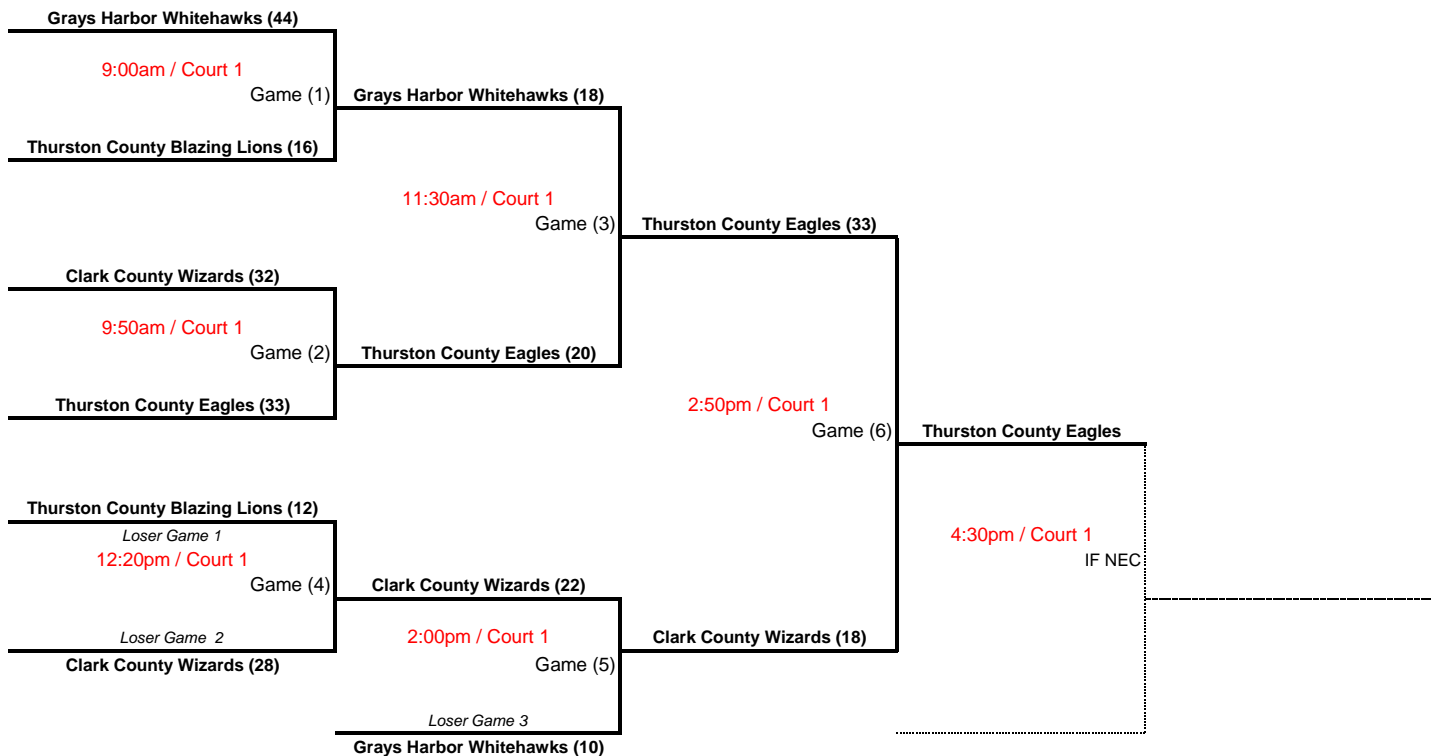 Grays Harbor Whitehawks (44)
9:00am / Court 1
Game (1)
Grays Harbor Whitehawks (18)
Thurston County Blazing Lions (16)
11:30am / Court 1
Game (3)
Thurston County Eagles (33)
Clark County Wizards (32)
9:50am / Court 1
Game (2)
Thurston County Eagles (20)
Thurston County Eagles (33)
2:50pm / Court 1
Game (6)
Thurston County Eagles
Thurston County Blazing Lions (12)
Loser Game 1
12:20pm / Court 1
4:30pm / Court 1
IF NEC
Game (4)
Clark County Wizards (22)
Loser Game 2
2:00pm / Court 1
Clark County Wizards (18)
Clark County Wizards (28)
Game (5)
Loser Game 3
Grays Harbor Whitehawks (10)